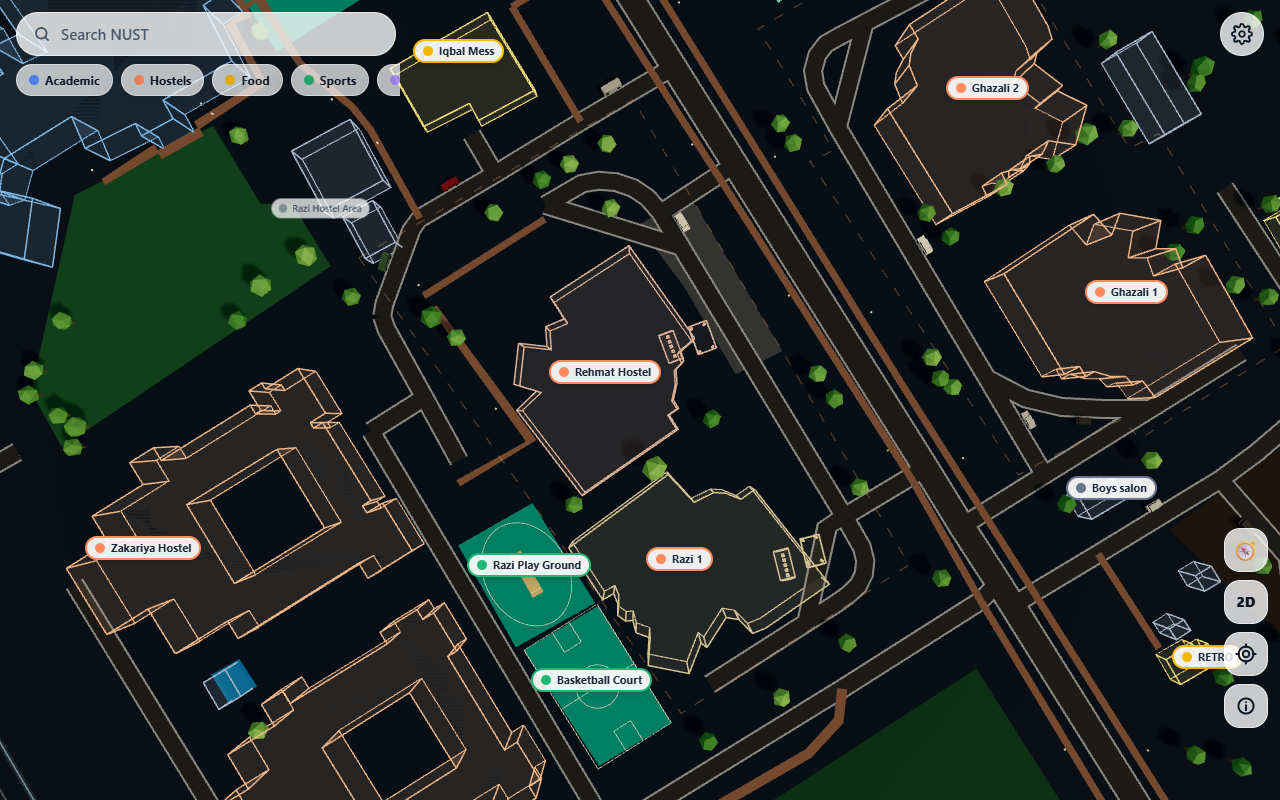 Search NUST
Academic
Hostels
Food
Sports
Iqbal Mess
Ghazali 2
Razi Hostel Area
Ghazali 1
Rehmat Hostel
Boys salon
Zakariya Hostel
Razi Play Ground
Razi 1
2D
RETRO
Basketball Court